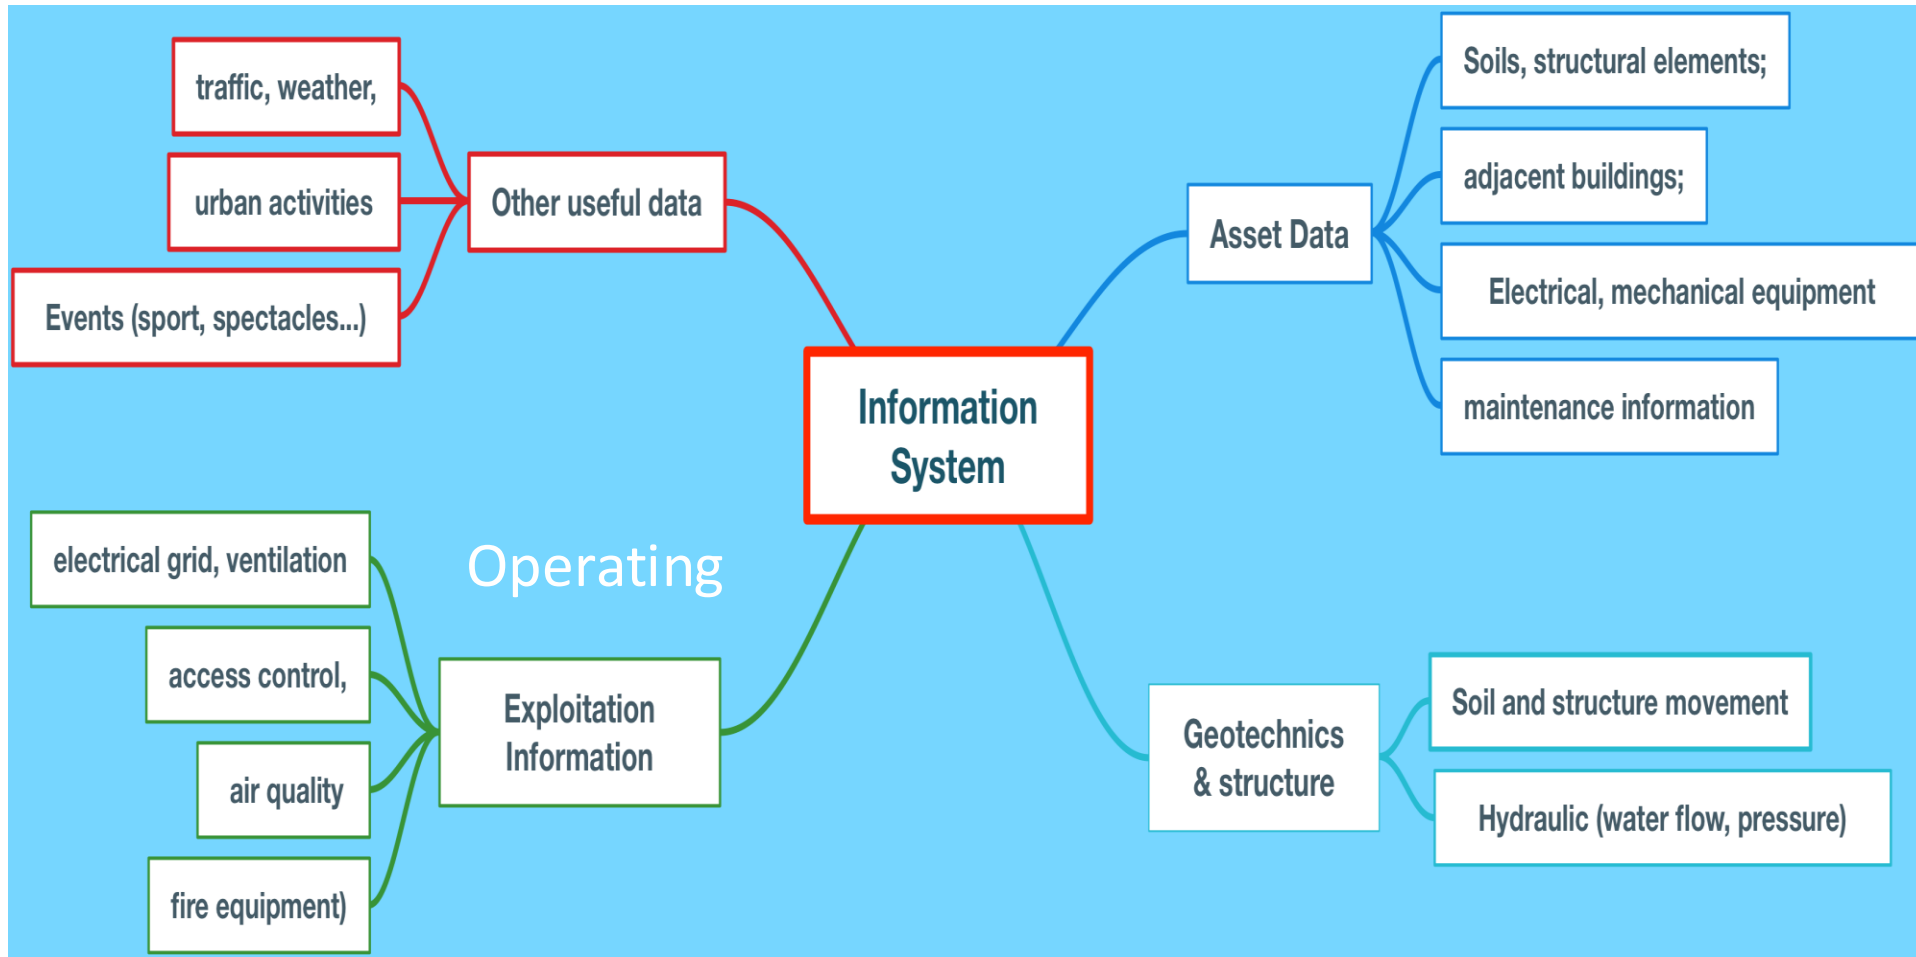 traffic, weather,
urban activities
Events (sport, spectacles...)
Other useful data
Soils, structural elements;
adjacent buildings;
Electrical, mechanical equipment
maintenance information
Asset Data
Information
System
Operating
electrical grid, ventilation
access control,
air quality
fire equipment)
Exploitation
Information
Geotechnics
& structure
Soil and structure movement
Hydraulic (water flow, pressure)